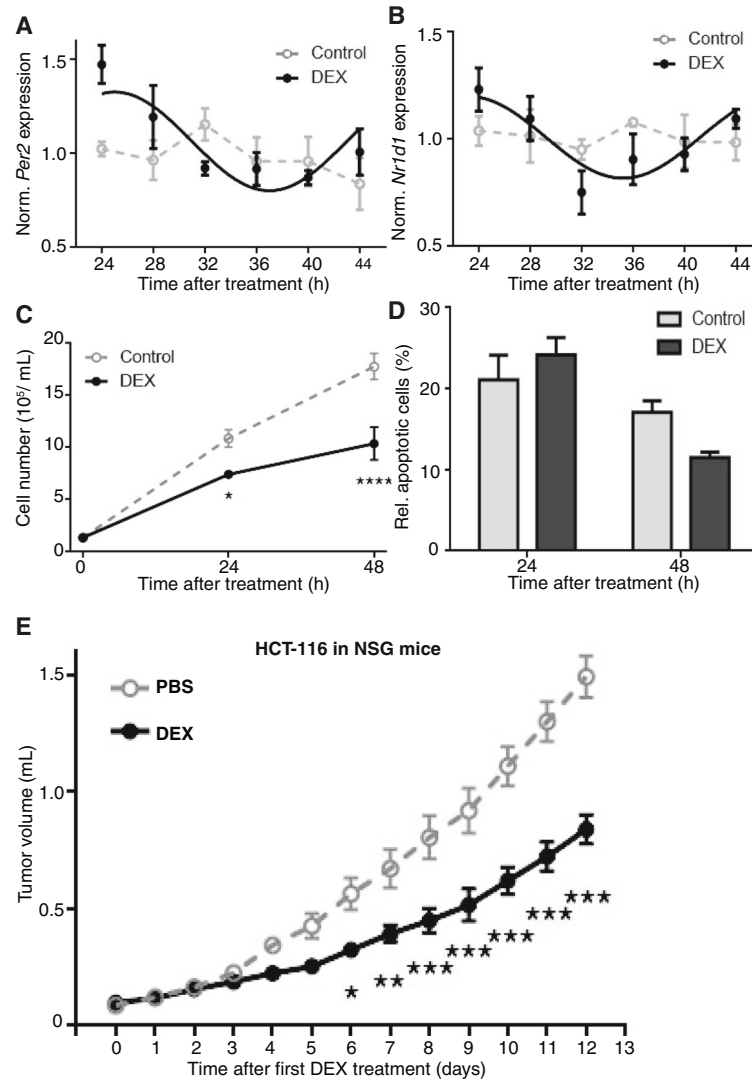 A
Norm. Per2 expression
1.5
1.0
0.5
Control
DEX
24 28 32 36 40 44
Time after treatment (h)
B
Norm. Nr1d1 expression
1.5
1.0
0.5
Control
DEX
24 28 32 36 40 44
Time after treatment (h)
C
Cell number (10⁵/ mL)
20
15
10
5
0
Control
DEX
*
****
0 24 48
Time after treatment (h)
D
Rel. apoptotic cells (%)
30
20
10
0
Control
DEX
24 48
Time after treatment (h)
E
HCT-116 in NSG mice
Tumor volume (mL)
1.5
1.0
0.5
0
PBS
DEX
* ** *** *** *** *** ***
0 1 2 3 4 5 6 7 8 9 10 11 12 13
Time after first DEX treatment (days)